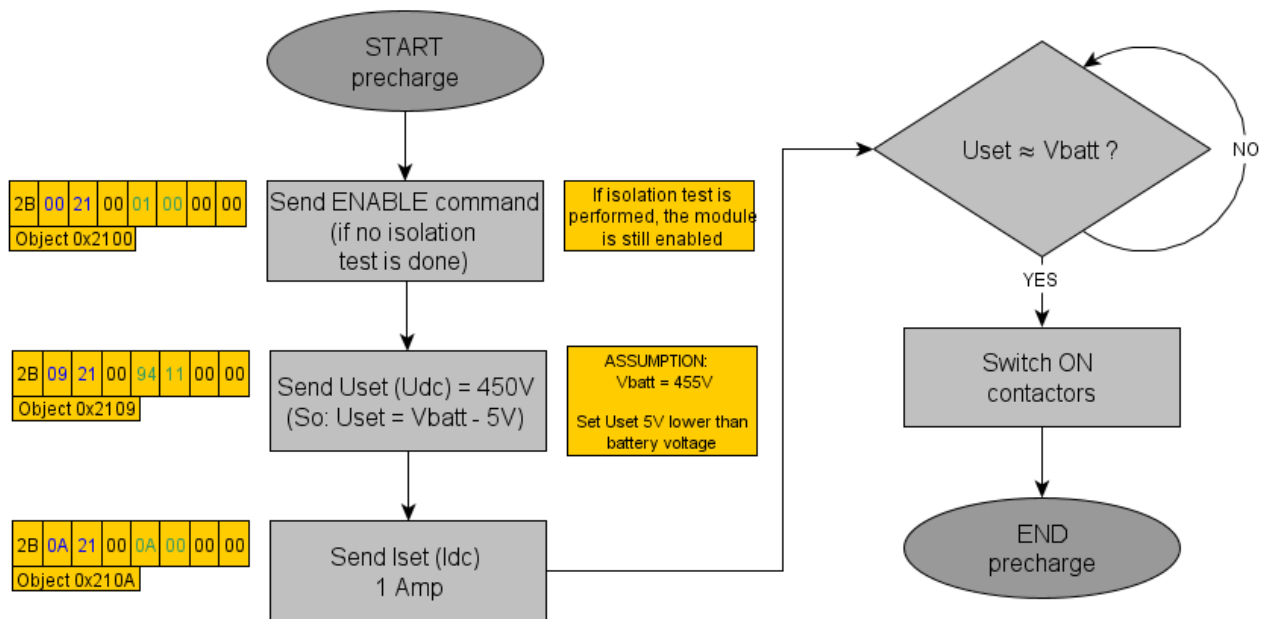 START
precharge
2B 00 21 00 01 00 00 00
Object 0x2100
Send ENABLE command
(if no isolation
test is done)
If isolation test is
performed, the module
is still enabled
2B 09 21 00 94 11 00 00
Object 0x2109
Send Uset (Udc) = 450V
(So: Uset = Vbatt - 5V)
ASSUMPTION:
Vbatt = 455V
Set Uset 5V lower than
battery voltage
2B 0A 21 00 0A 00 00 00
Object 0x210A
Send Iset (Idc)
1 Amp
Uset ≈ Vbatt ?
NO
YES
Switch ON
contactors
END
precharge